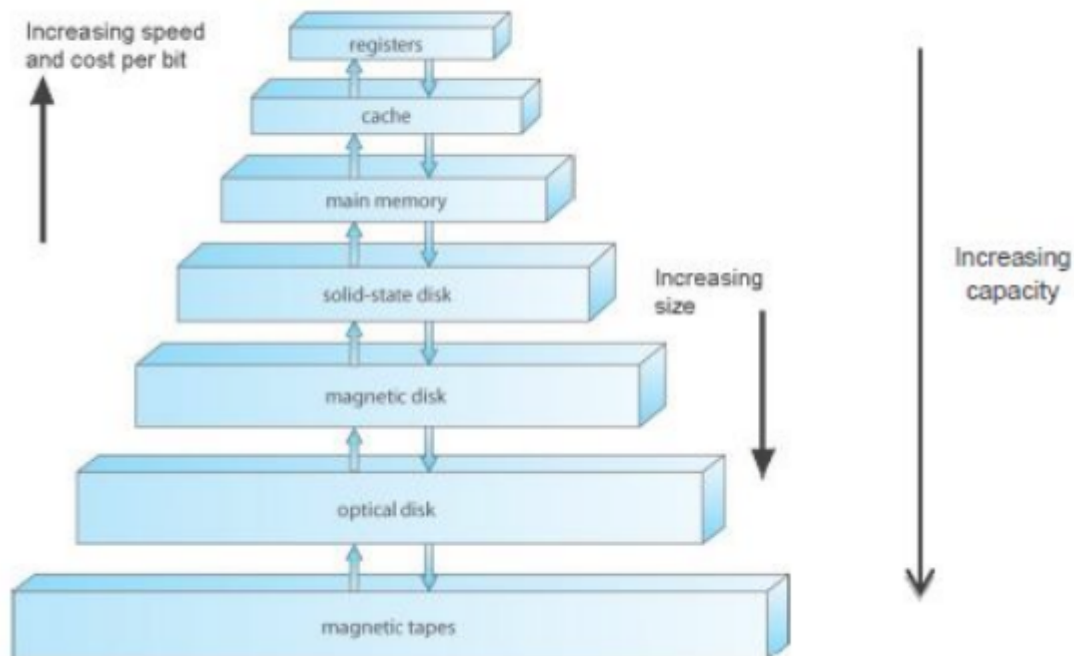 Increasing speed
and cost per bit
registers
cache
main memory
solid-state disk
Increasing
size
Increasing
capacity
magnetic disk
optical disk
magnetic tapes